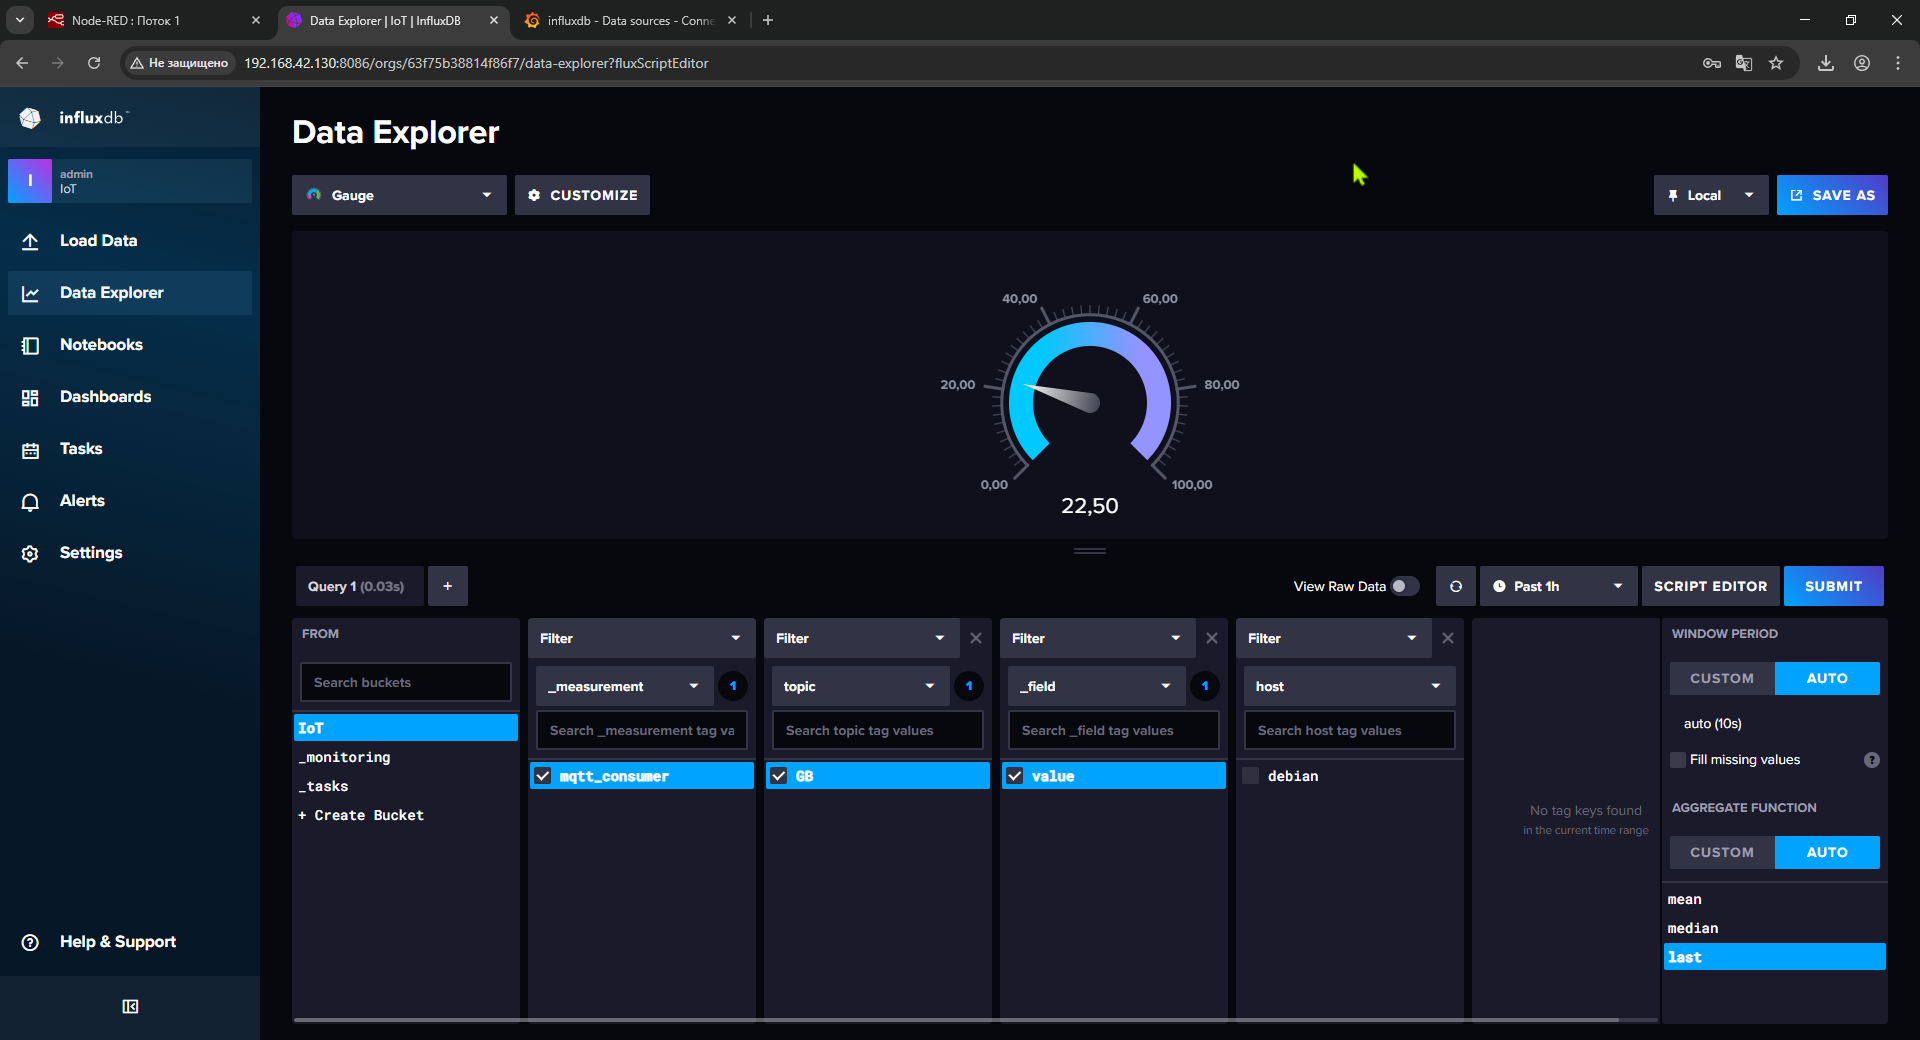 Node-RED : Поток 1
Data Explorer | IoT | InfluxDB
influxdb - Data sources - Conne
Не защищено
192.168.42.130:8086/orgs/63f75b38814f86f7/data-explorer?fluxScriptEditor
influxdb™
Data Explorer
I
admin
IoT
Gauge
CUSTOMIZE
Local
SAVE AS
Load Data
Data Explorer
Notebooks
Dashboards
Tasks
Alerts
Settings
40,00
60,00
20,00
80,00
0,00
100,00
22,50
Query 1 (0.03s)
+
View Raw Data
Past 1h
SCRIPT EDITOR
SUBMIT
FROM
Search buckets
IoT
_monitoring
_tasks
+ Create Bucket
Filter
_measurement
1
Search _measurement tag va
mqtt_consumer
Filter
topic
1
Search topic tag values
GB
Filter
_field
1
Search _field tag values
value
Filter
host
Search host tag values
debian
No tag keys found
in the current time range
WINDOW PERIOD
CUSTOM
AUTO
auto (10s)
Fill missing values
?
AGGREGATE FUNCTION
CUSTOM
AUTO
mean
median
last
Help & Support